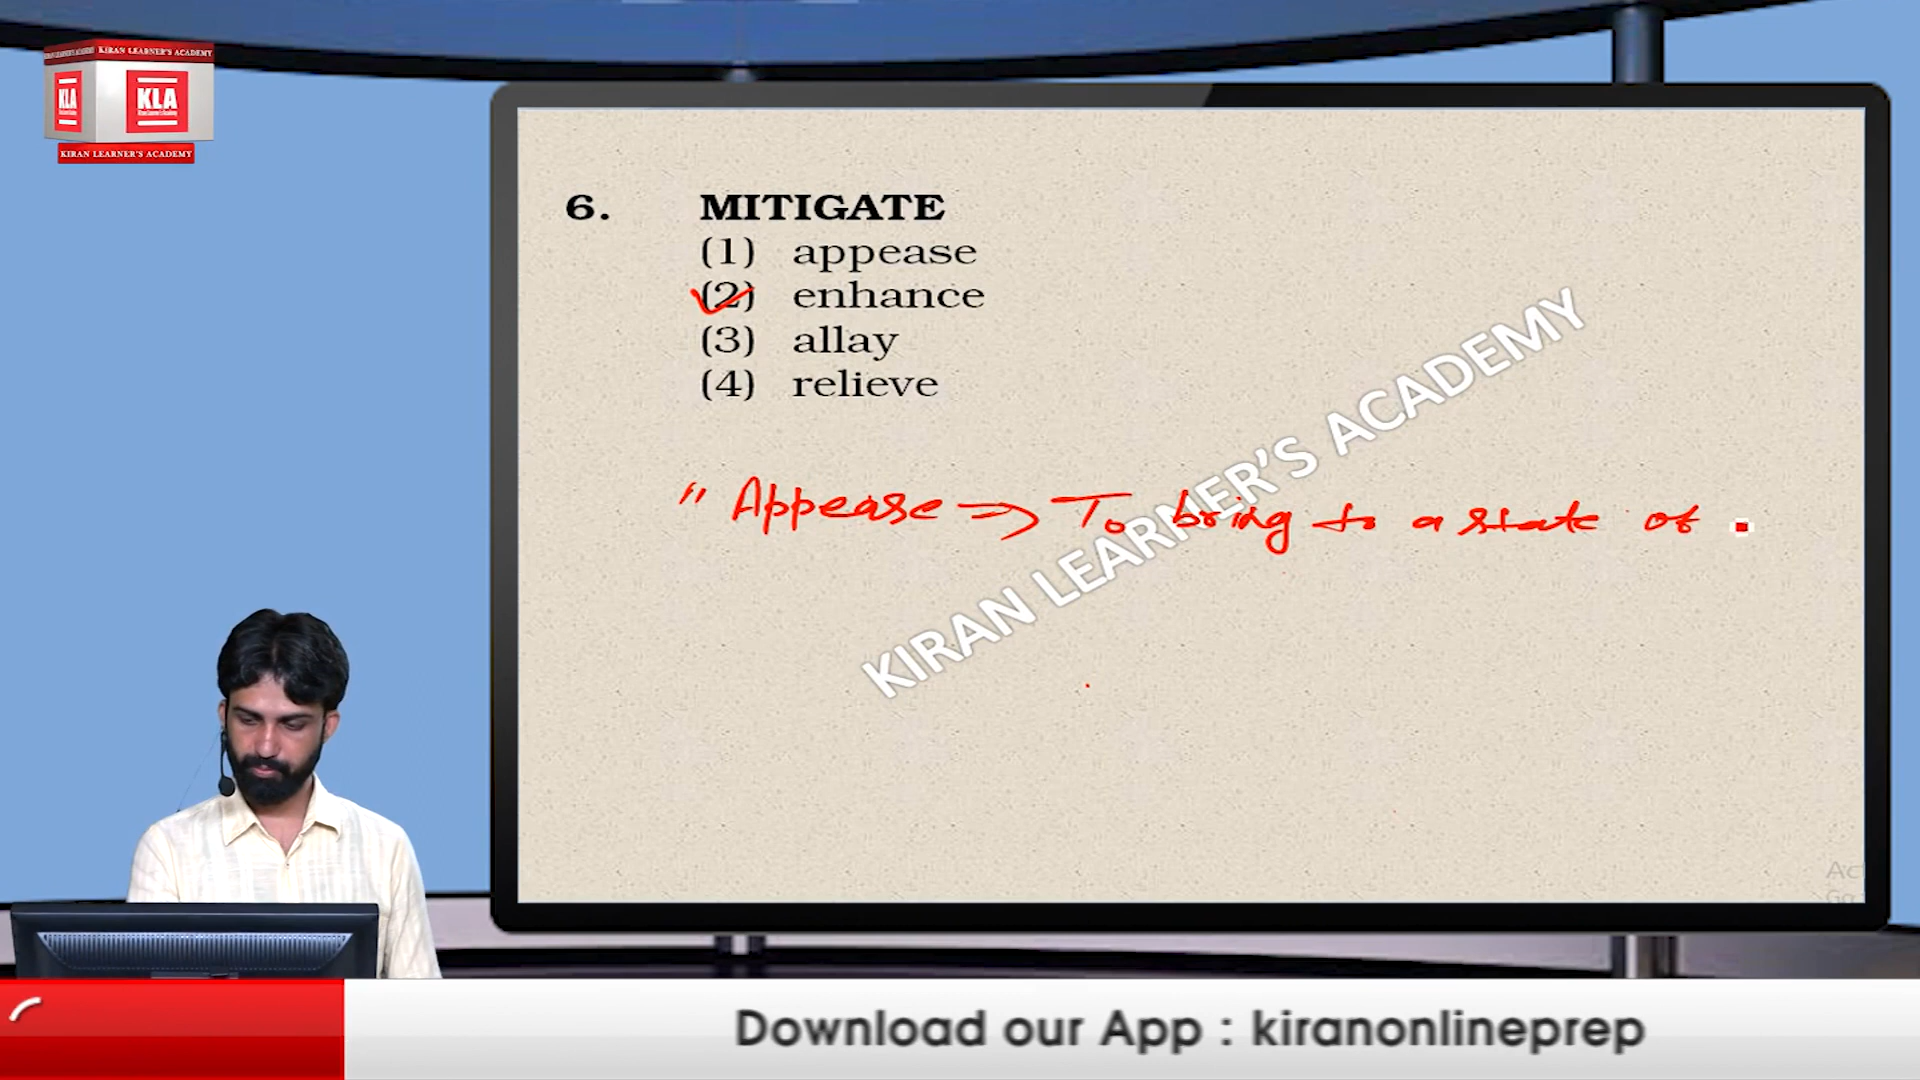 KIRAN LEARNER'S ACADEMY
KLA
KLA
KIRAN LEARNER'S ACADEMY
6. MITIGATE
(1) appease
(2) enhance
(3) allay
(4) relieve
" Appease => To bring to a state of
KIRAN LEARNER'S ACADEMY
Download our App : kiranonlineprep